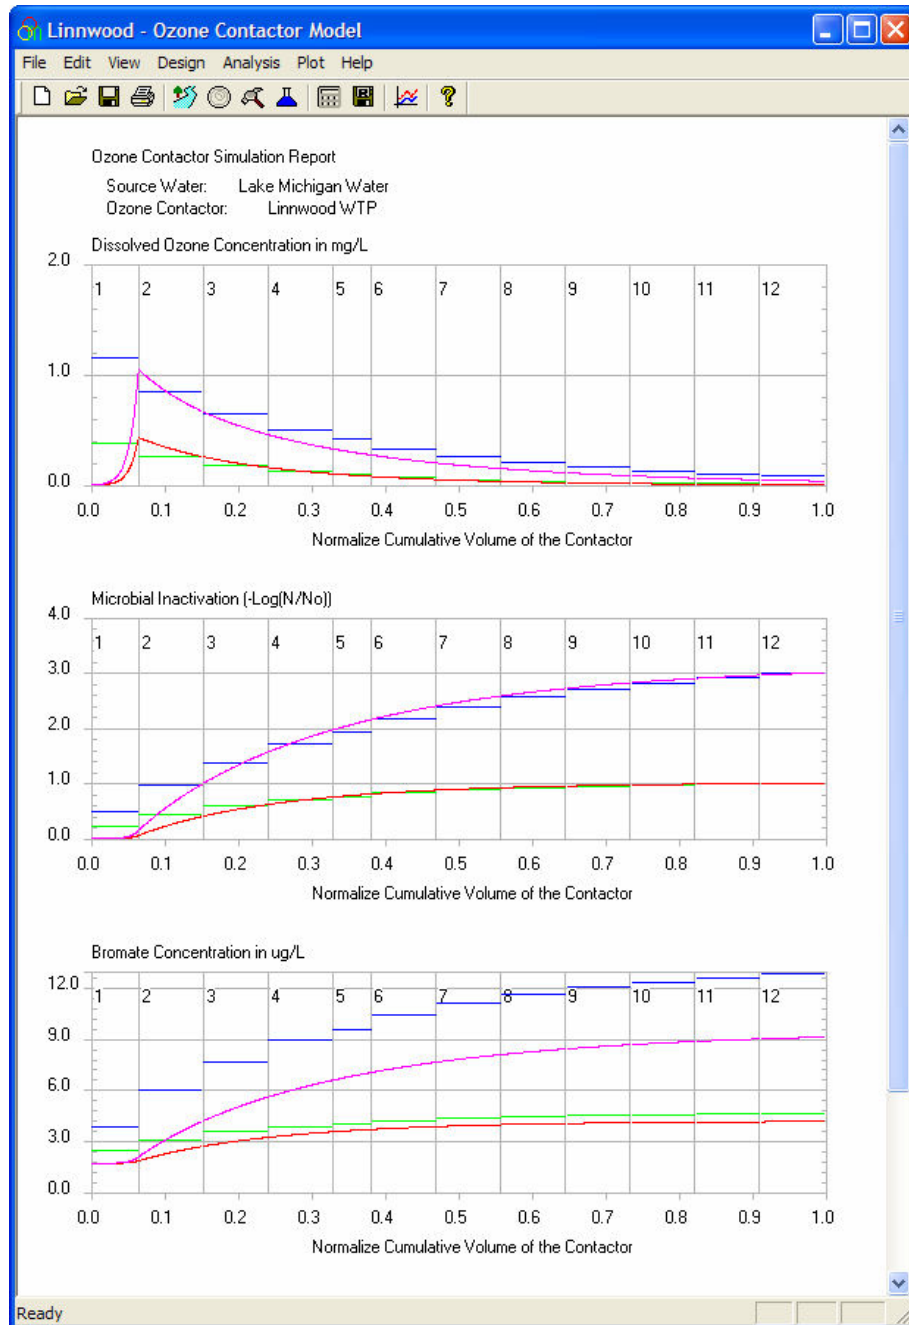 Linnwood - Ozone Contactor Model
File Edit View Design Analysis Plot Help
Ozone Contactor Simulation Report
Source Water: Lake Michigan Water
Ozone Contactor: Linnwood WTP
Dissolved Ozone Concentration in mg/L
2.0
1 2 3 4 5 6 7 8 9 10 11 12
1.0
0.0
0.0 0.1 0.2 0.3 0.4 0.5 0.6 0.7 0.8 0.9 1.0
Normalize Cumulative Volume of the Contactor
Microbial Inactivation (-Log(N/No))
4.0
1 2 3 4 5 6 7 8 9 10 11 12
3.0
2.0
1.0
0.0
0.0 0.1 0.2 0.3 0.4 0.5 0.6 0.7 0.8 0.9 1.0
Normalize Cumulative Volume of the Contactor
Bromate Concentration in ug/L
12.0
1 2 3 4 5 6 7 8 9 10 11 12
9.0
6.0
3.0
0.0
0.0 0.1 0.2 0.3 0.4 0.5 0.6 0.7 0.8 0.9 1.0
Normalize Cumulative Volume of the Contactor
Ready